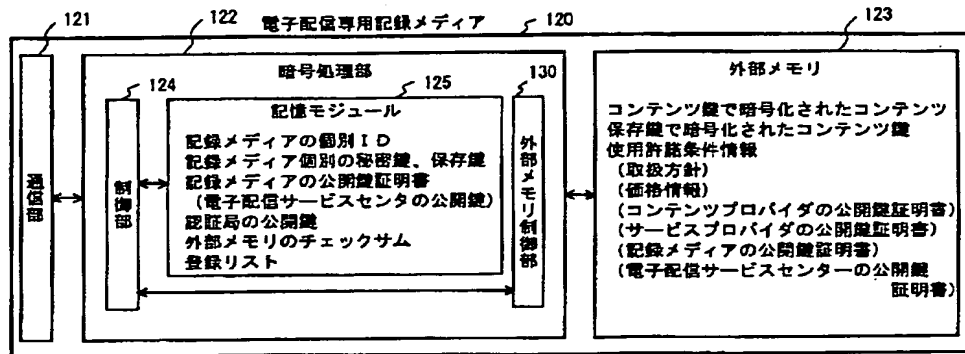 電子配信専用記録メディア
120
121
122
123
通信部
暗号処理部
124
制御部
125
記憶モジュール
記録メディアの個別ID
記録メディア個別の秘密鍵、保存鍵
記録メディアの公開鍵証明書
(電子配信サービスセンタの公開鍵)
認証局の公開鍵
外部メモリのチェックサム
登録リスト
130
外部メモリ制御部
外部メモリ
コンテンツ鍵で暗号化されたコンテンツ
保存鍵で暗号化されたコンテンツ鍵
使用許諾条件情報
(取扱方針)
(価格情報)
(コンテンツプロバイダの公開鍵証明書)
(サービスプロバイダの公開鍵証明書)
(記録メディアの公開鍵証明書)
(電子配信サービスセンターの公開鍵
証明書)